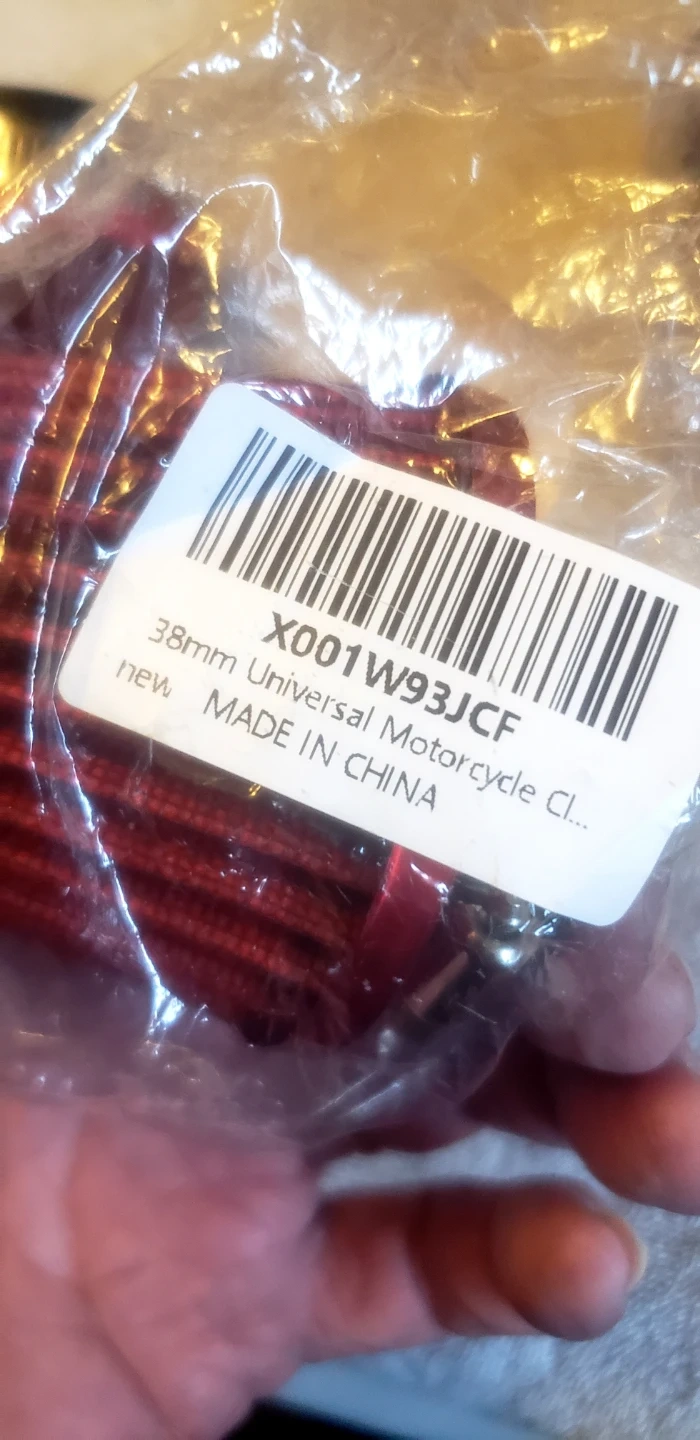 X001W93JCF
38mm Universal Motorcycle Cl...
new MADE IN CHINA